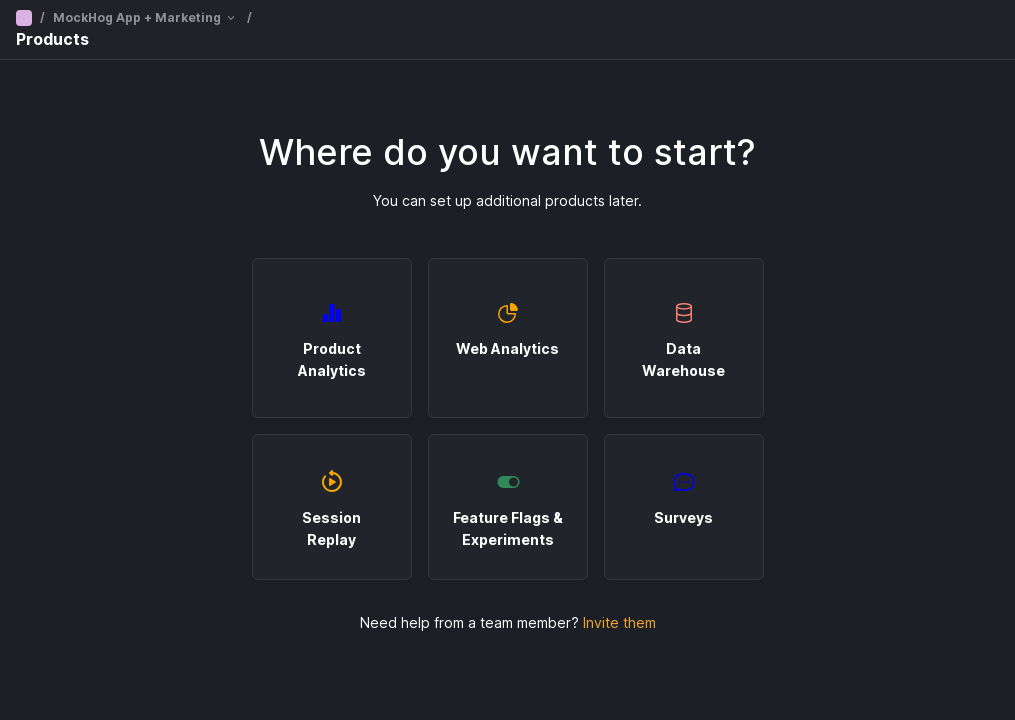 / MockHog App + Marketing /
Products
Where do you want to start?
You can set up additional products later.
Product
Analytics
Web Analytics
Data
Warehouse
Session
Replay
Feature Flags &
Experiments
Surveys
Need help from a team member? Invite them